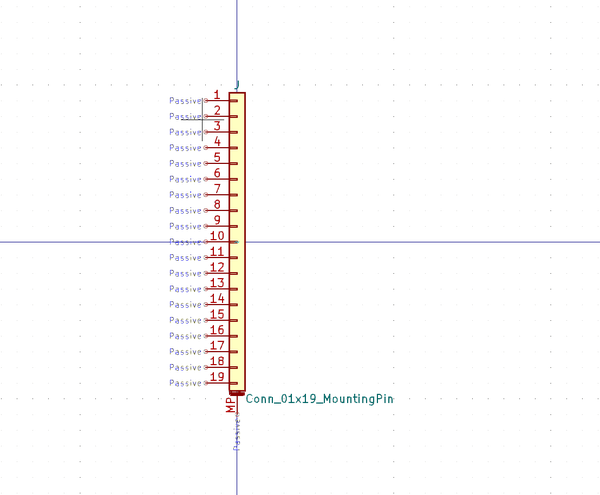 J
Passive 1
Passive 2
Passive 3
Passive 4
Passive 5
Passive 6
Passive 7
Passive 8
Passive 9
Passive 10
Passive 11
Passive 12
Passive 13
Passive 14
Passive 15
Passive 16
Passive 17
Passive 18
Passive 19
MP
Conn_01x19_MountingPin
Passive